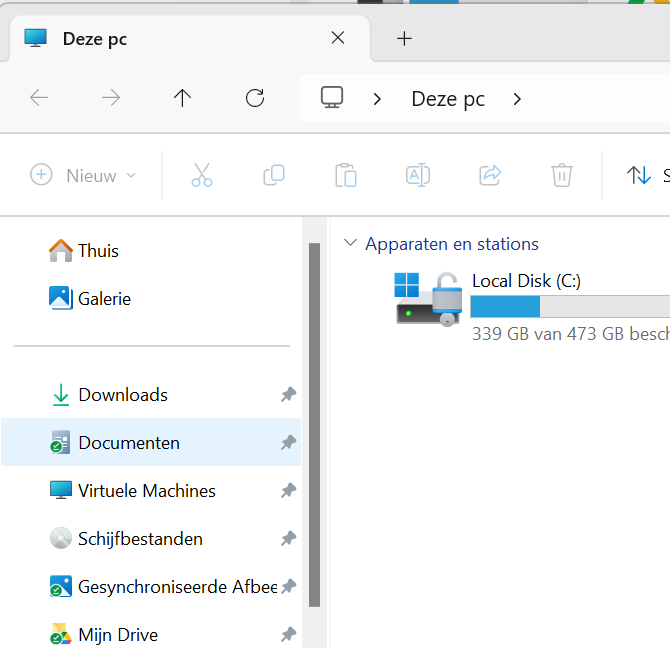 Deze pc
Deze pc
Nieuw
S
Thuis
Galerie
Downloads
Documenten
Virtuele Machines
Schijfbestanden
Gesynchroniseerde Afbee
Mijn Drive
Apparaten en stations
Local Disk (C:)
339 GB van 473 GB besch